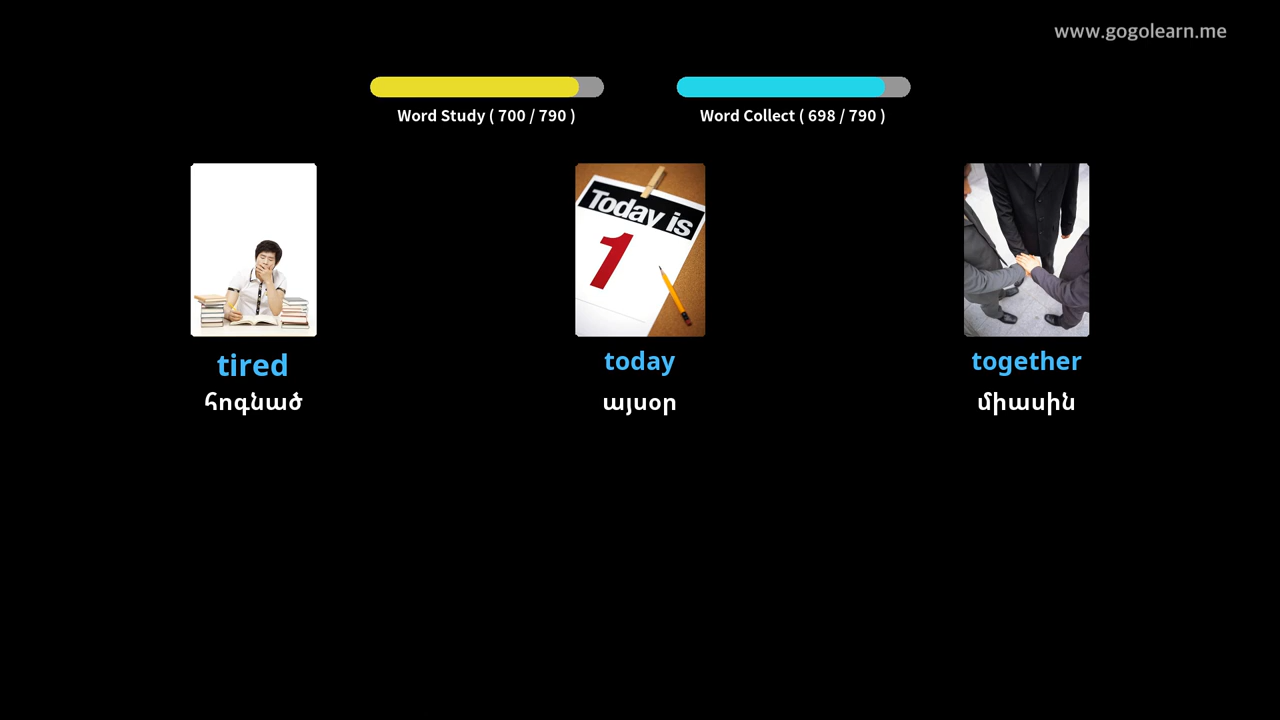 www.gogolearn.me
Word Study ( 700 / 790 )
Word Collect ( 698 / 790 )
Today is
1
tired
today
together
հոգնած
այսօր
միասին